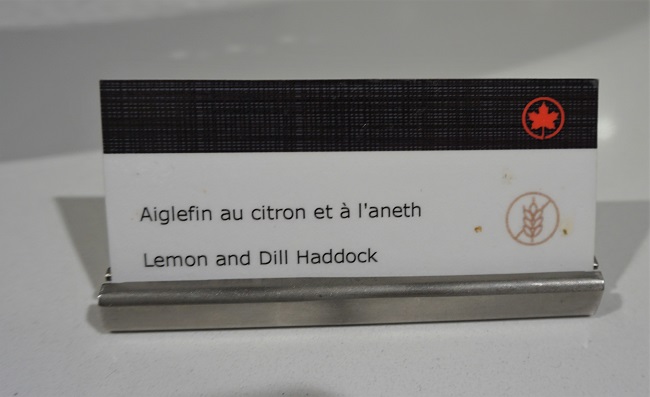 Aiglefin au citron et à l'aneth
Lemon and Dill Haddock